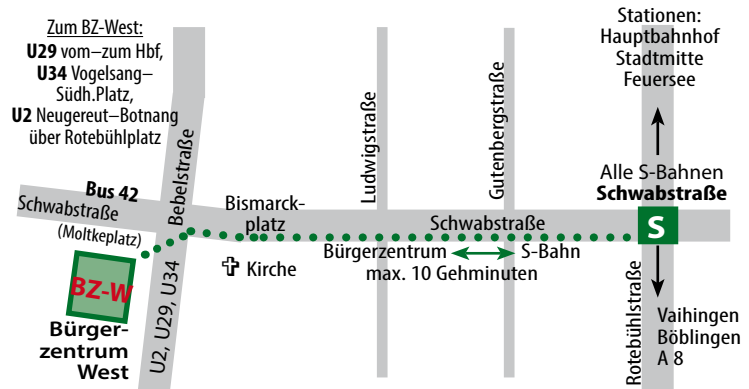 Zum BZ-West:
U29 vom–zum Hbf,
U34 Vogelsang–
Südh.Platz,
U2 Neugereut–Botnang
über Rotebühlplatz
Stationen:
Hauptbahnhof
Stadtmitte
Feuersee
Bebelstraße
Ludwigstraße
Gutenbergstraße
Alle S-Bahnen
Schwabstraße
S
Bus 42
Schwabstraße
(Moltkeplatz)
Bismarck-
platz
Schwabstraße
Kirche
Bürgerzentrum
S-Bahn
max. 10 Gehminuten
BZ-W
Bürger-
zentrum
West
U2, U29, U34
Rotebühlstraße
Vaihingen
Böblingen
A 8